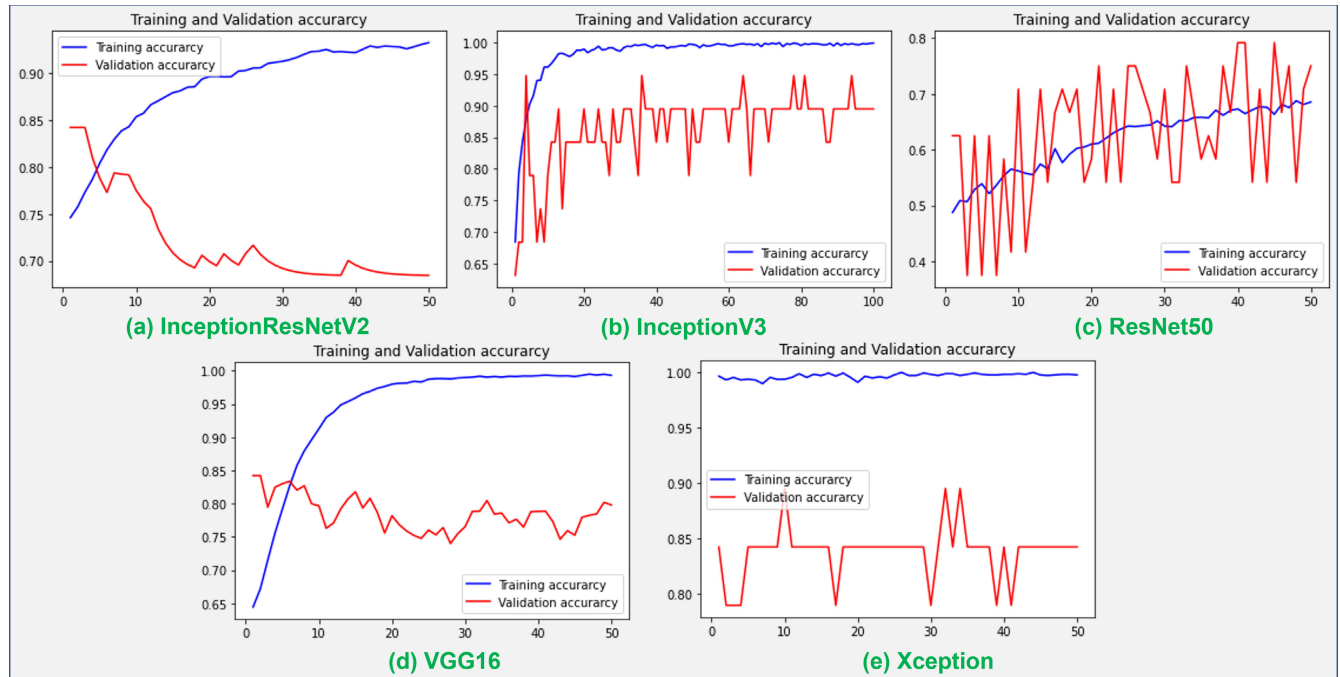 Training and Validation accurarcy
0.90
0.85
0.80
0.75
0.70
0 10 20 30 40 50
Training accurarcy
Validation accurarcy
(a) InceptionResNetV2
Training and Validation accurarcy
1.00
0.95
0.90
0.85
0.80
0.75
0.70
0.65
0 20 40 60 80 100
Training accurarcy
Validation accurarcy
(b) InceptionV3
Training and Validation accurarcy
0.8
0.7
0.6
0.5
0.4
0 10 20 30 40 50
Training accurarcy
Validation accurarcy
(c) ResNet50
Training and Validation accurarcy
1.00
0.95
0.90
0.85
0.80
0.75
0.70
0.65
0 10 20 30 40 50
Training accurarcy
Validation accurarcy
(d) VGG16
Training and Validation accurarcy
1.00
0.95
0.90
0.85
0.80
0 10 20 30 40 50
Training accurarcy
Validation accurarcy
(e) Xception